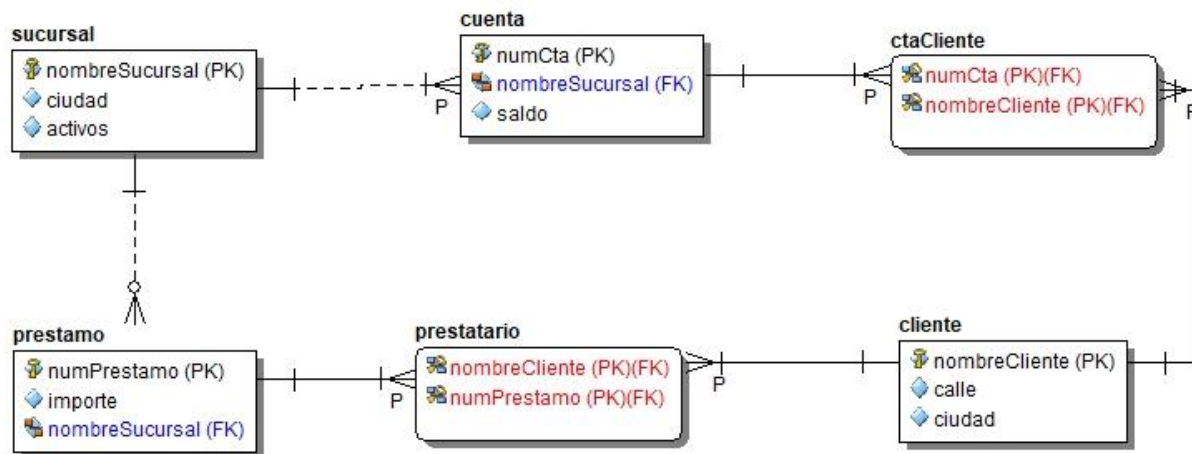 sucursal
nombreSucursal (PK)
ciudad
activos
cuenta
numCta (PK)
nombreSucursal (FK)
saldo
P
ctaCliente
numCta (PK)(FK)
nombreCliente (PK)(FK)
P
P
prestamo
numPrestamo (PK)
importe
nombreSucursal (FK)
P
prestatario
nombreCliente (PK)(FK)
numPrestamo (PK)(FK)
P
cliente
nombreCliente (PK)
calle
ciudad